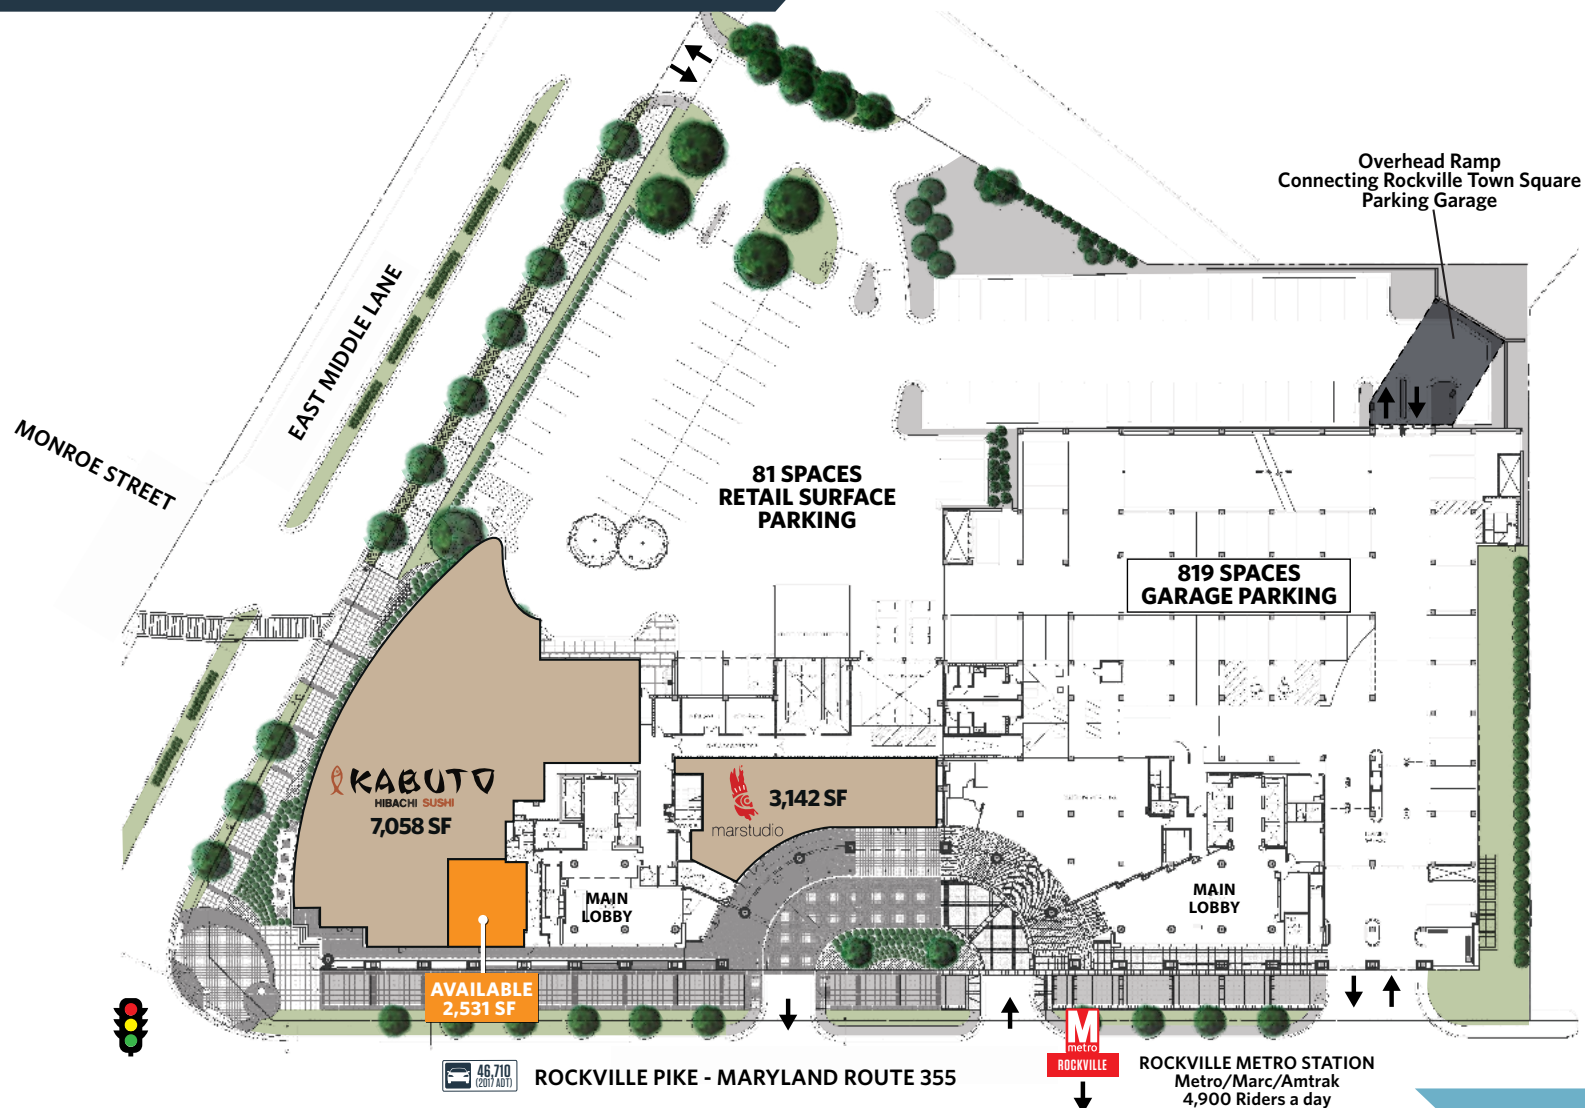 Overhead Ramp
Connecting Rockville Town Square
Parking Garage
EAST MIDDLE LANE
MONROE STREET
81 SPACES
RETAIL SURFACE
PARKING
819 SPACES
GARAGE PARKING
KABUTO
HIBACHI SUSHI
7,058 SF
marstudio
3,142 SF
MAIN
LOBBY
MAIN
LOBBY
AVAILABLE
2,531 SF
46,710
(2017 ADT)
ROCKVILLE PIKE - MARYLAND ROUTE 355
M
metro
ROCKVILLE
ROCKVILLE METRO STATION
Metro/Marc/Amtrak
4,900 Riders a day